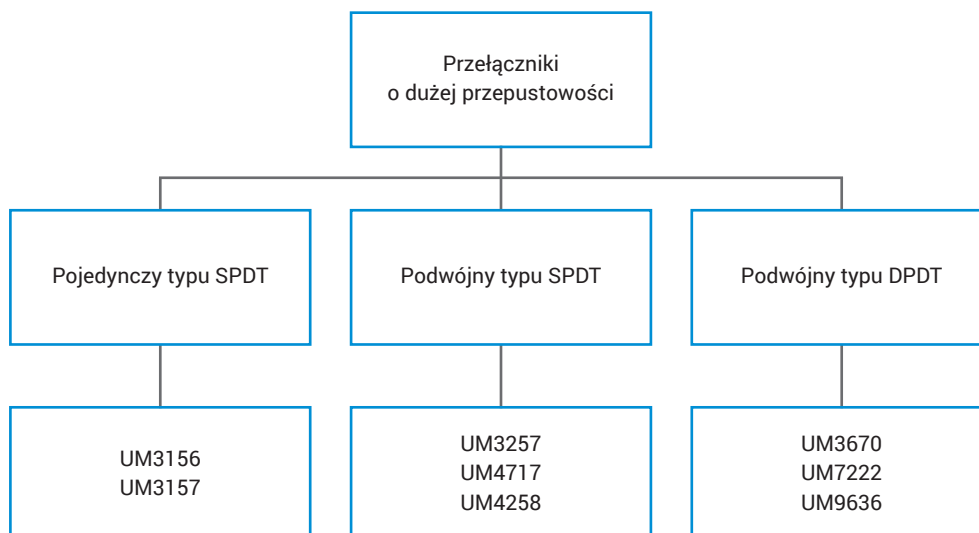 Przełączniki
o dużej przepustowości
Pojedynczy typu SPDT
Podwójny typu SPDT
Podwójny typu DPDT
UM3156
UM3157
UM3257
UM4717
UM4258
UM3670
UM7222
UM9636